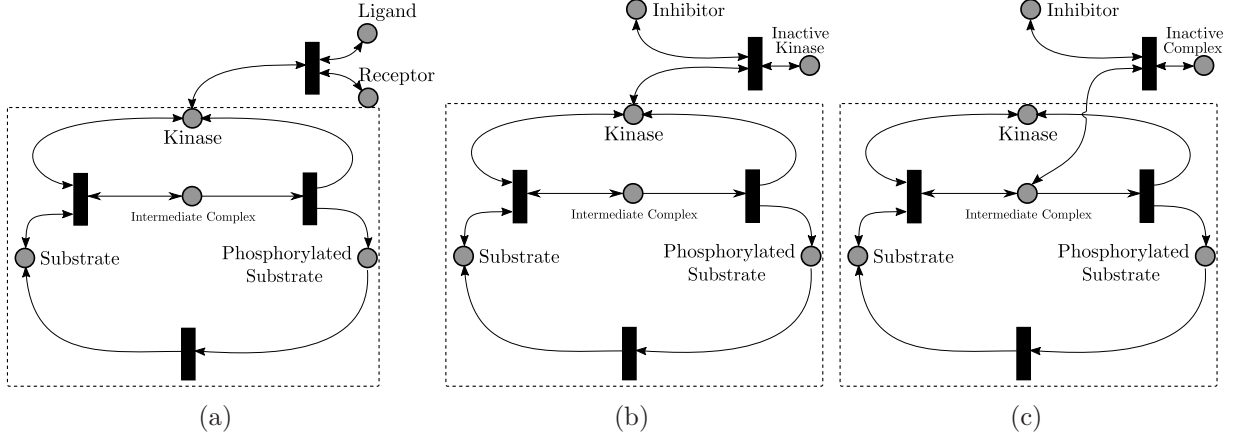 Ligand
Receptor
Kinase
Intermediate Complex
Substrate
Phosphorylated
Substrate
(a)
Inhibitor
Inactive
Kinase
Kinase
Intermediate Complex
Substrate
Phosphorylated
Substrate
(b)
Inhibitor
Inactive
Complex
Kinase
Intermediate Complex
Substrate
Phosphorylated
Substrate
(c)